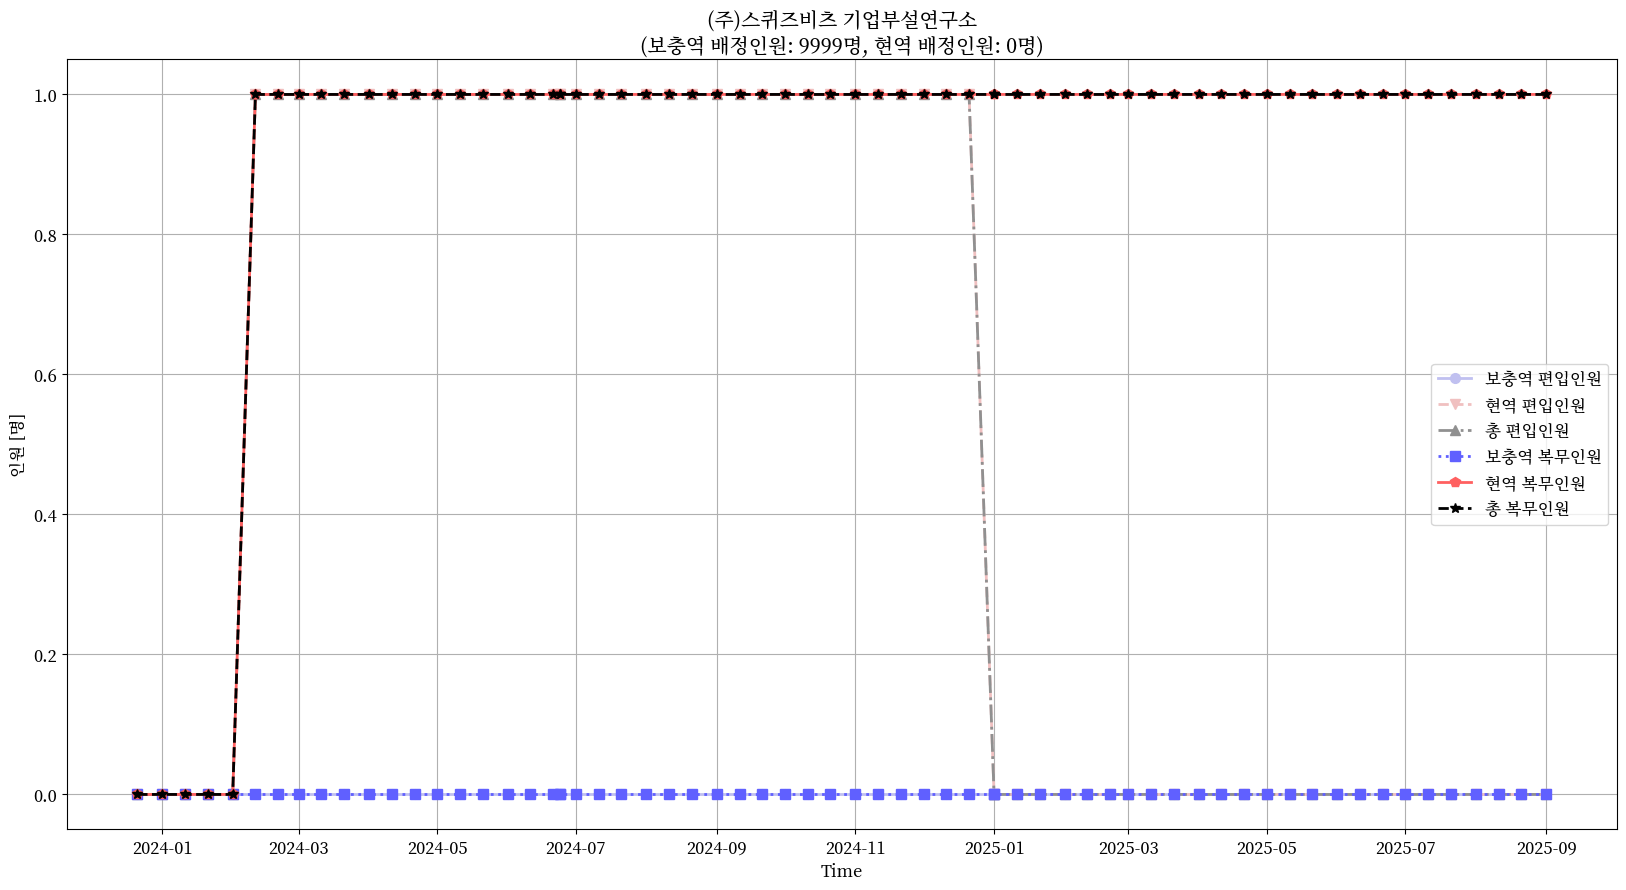 (주)스퀴즈비츠 기업부설연구소
(보충역 배정인원: 9999명, 현역 배정인원: 0명)
인원 [명]
1.0
0.8
0.6
0.4
0.2
0.0
보충역 편입인원
현역 편입인원
총 편입인원
보충역 복무인원
현역 복무인원
총 복무인원
2024-01 2024-03 2024-05 2024-07 2024-09 2024-11 2025-01 2025-03 2025-05 2025-07 2025-09
Time